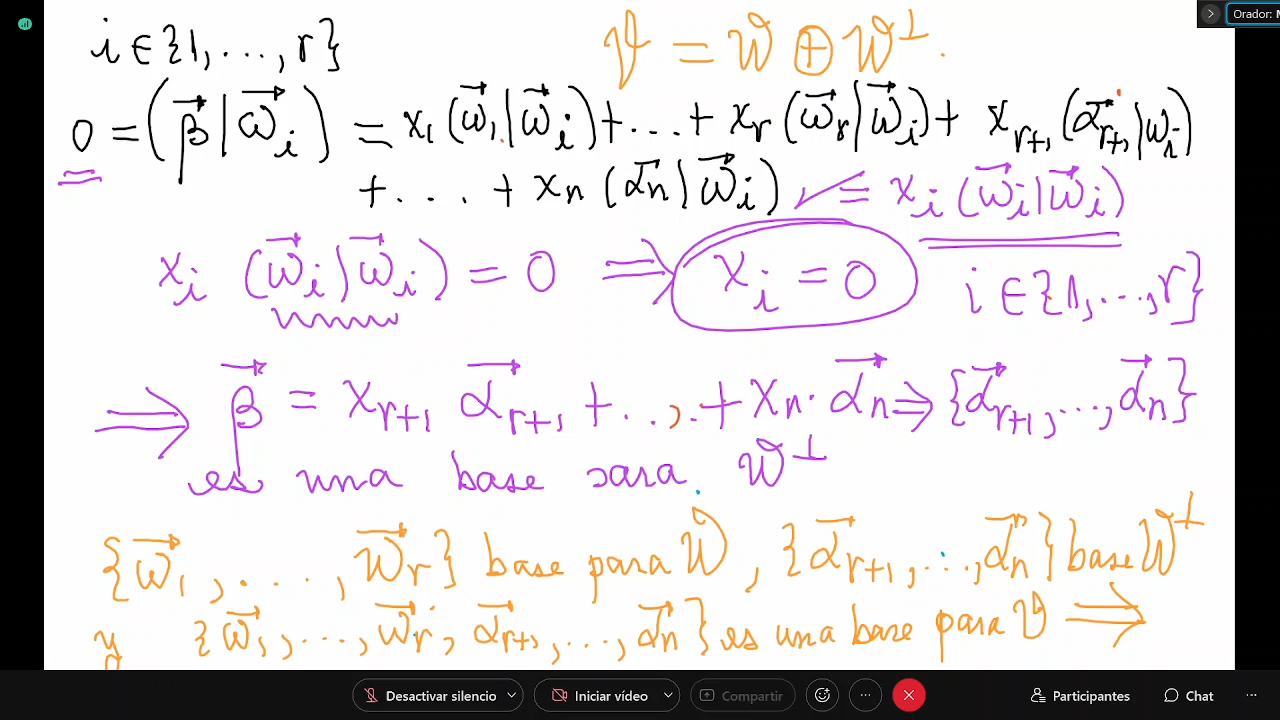 Orador: M
i ∈ {1, ..., r}
𝒱 = W ⊕ W^⊥.
0 = (β⃗ | ω⃗_i) = x_1 (ω⃗_1 | ω⃗_i) + ... + x_r (ω⃗_r | ω⃗_i) + x_{r+1} (α⃗_{r+1} | ω_i)
+ ... + x_n (α⃗_n | ω⃗_i) = x_i (ω⃗_i | ω⃗_i)
x_i (ω⃗_i | ω⃗_i) = 0 ⇒ x_i = 0 i ∈ {1, ..., r}
⇒ β⃗ = x_{r+1} α⃗_{r+1} + ... + x_n · α⃗_n ⇒ {α⃗_{r+1}, ..., α⃗_n}
es una base para W^⊥
{ω⃗_1, ..., ω⃗_r} base para W, {α⃗_{r+1}, ..., α⃗_n} base W^⊥
y {ω⃗_1, ..., ω⃗_r, α⃗_{r+1}, ..., α⃗_n} es una base para 𝒱 ⇒
Desactivar silencio Iniciar vídeo Compartir Participantes Chat